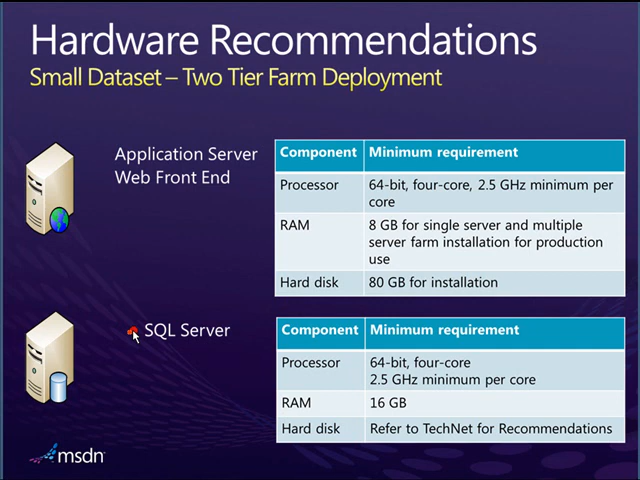 Hardware Recommendations
Small Dataset – Two Tier Farm Deployment
Application Server
Web Front End
Component Minimum requirement
Processor 64-bit, four-core, 2.5 GHz minimum per
core
RAM 8 GB for single server and multiple
server farm installation for production
use
Hard disk 80 GB for installation
SQL Server
Component Minimum requirement
Processor 64-bit, four-core
2.5 GHz minimum per core
RAM 16 GB
Hard disk Refer to TechNet for Recommendations
msdn